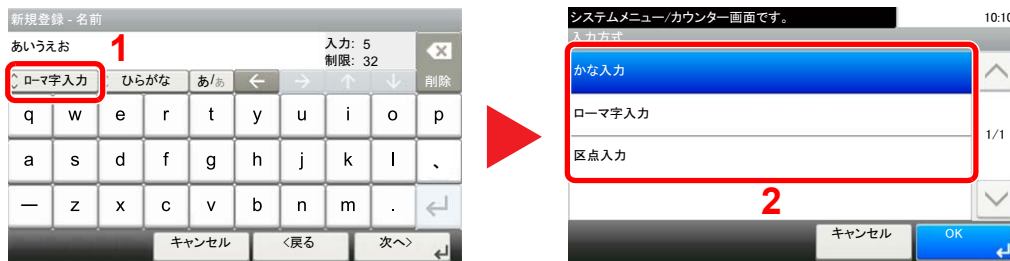 新規登録 - 名前
あいうえお
1
入力: 5
制限: 32
ローマ字入力 ひらがな あ/あ ← → ↑ ↓ 削除
q w e r t y u i o p
a s d f g h j k l 、
ー z x c v b n m .
キャンセル <戻る 次へ>
システムメニュー/カウンター画面です。 10:10
入力方式
かな入力
ローマ字入力
1/1
区点入力
2
キャンセル OK